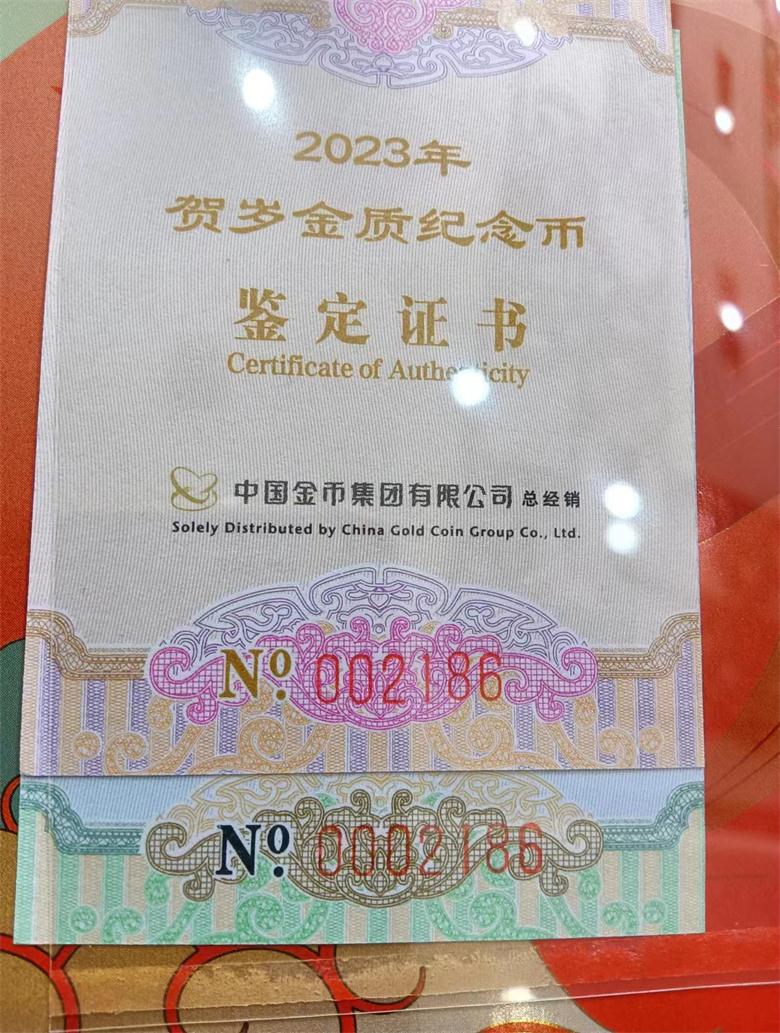 2023年
贺岁金质纪念币
鉴定证书
Certificate of Authenticity
中国金币集团有限公司 总经销
Solely Distributed by China Gold Coin Group Co., Ltd.
Nº. 002186
Nº. 0002186